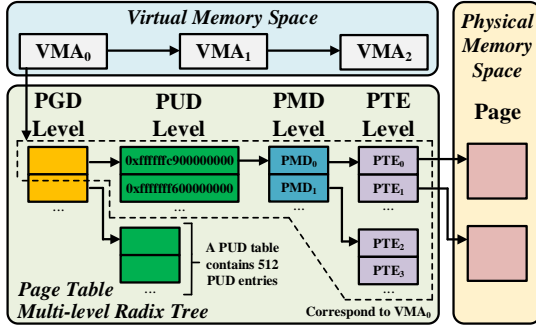 Virtual Memory Space
VMA0
VMA1
VMA2
Physical
Memory
Space
Page
PGD
Level
PUD
Level
PMD
Level
PTE
Level
0xffffffc900000000
0xfffffff600000000
...
...
PMD0
PMD1
...
PTE0
PTE1
...
...
A PUD table
contains 512
PUD entries
PTE2
PTE3
...
...
Page Table
Multi-level Radix Tree
Correspond to VMA0